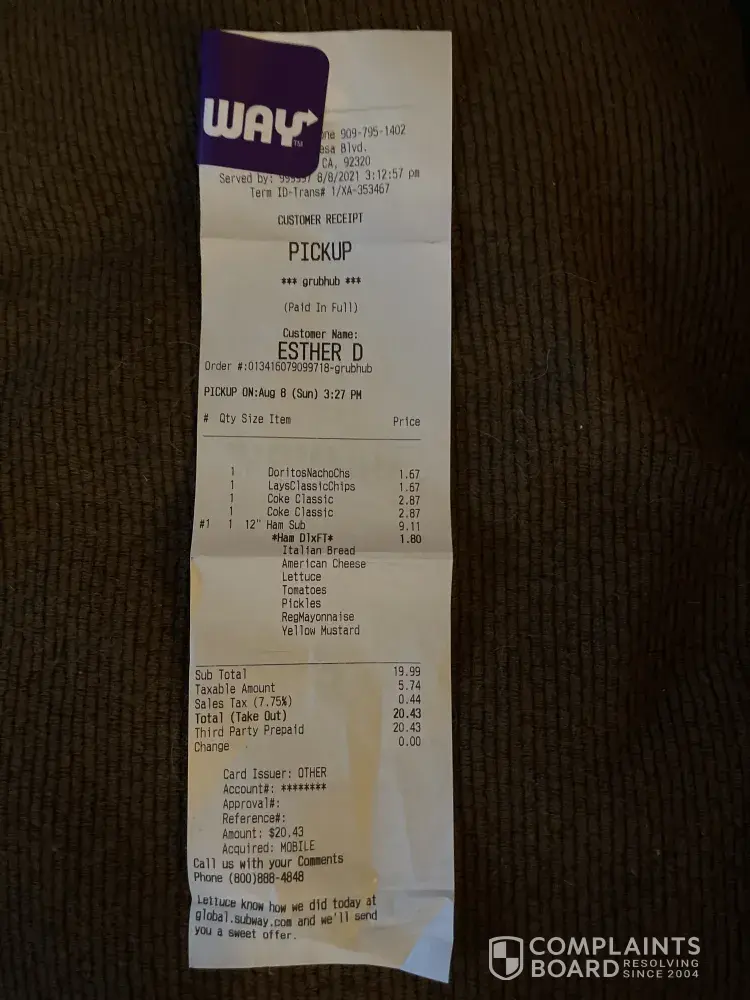 WAY
TM
ne 909-795-1402
esa Blvd.
CA, 92320
Served by: 8/8/2021 3:12:57 pm
Term ID-Trans# 1/XA-353467
CUSTOMER RECEIPT
PICKUP
*** grubhub ***
(Paid In Full)
Customer Name:
ESTHER D
Order #:013416079099718-grubhub
PICKUP ON:Aug 8 (Sun) 3:27 PM
# Qty Size Item Price
1 DoritosNachoChs 1.67
1 LaysClassicChips 1.67
1 Coke Classic 2.87
1 Coke Classic 2.87
#1 1 12" Ham Sub 9.11
*Ham DlxFT* 1.80
Italian Bread
American Cheese
Lettuce
Tomatoes
Pickles
RegMayonnaise
Yellow Mustard
Sub Total 19.99
Taxable Amount 5.74
Sales Tax (7.75%) 0.44
Total (Take Out) 20.43
Third Party Prepaid 20.43
Change 0.00
Card Issuer: OTHER
Account#: ********
Approval#:
Reference#:
Amount: $20.43
Acquired: MOBILE
Call us with your Comments
Phone (800)888-4848
Lettuce know how we did today at
global.subway.com and we'll send
you a sweet offer.
COMPLAINTS
BOARD RESOLVING
SINCE 2004